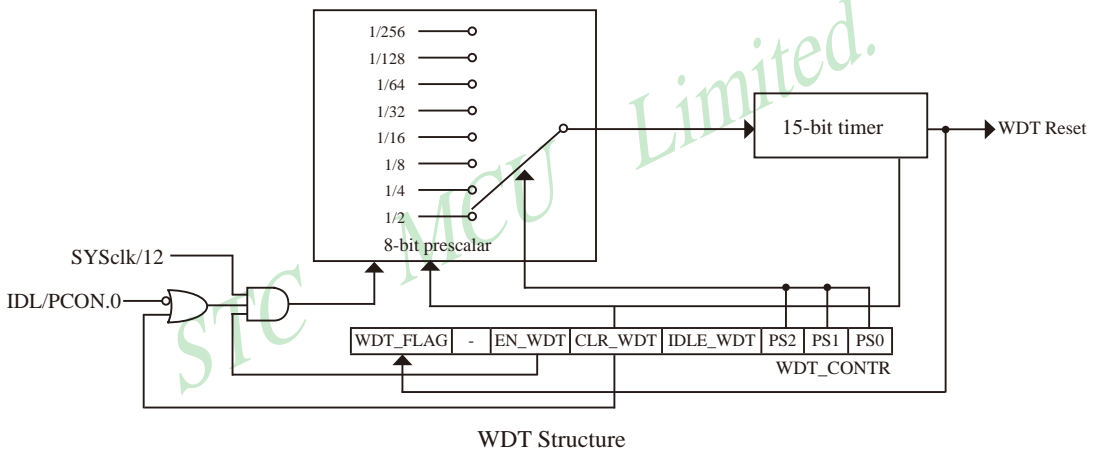 1/256
1/128
1/64
1/32
1/16
1/8
1/4
1/2
8-bit prescalar
15-bit timer
WDT Reset
SYSclk/12
IDL/PCON.0
WDT_FLAG - EN_WDT CLR_WDT IDLE_WDT PS2 PS1 PS0
WDT_CONTR
WDT Structure
STC MCU Limited.